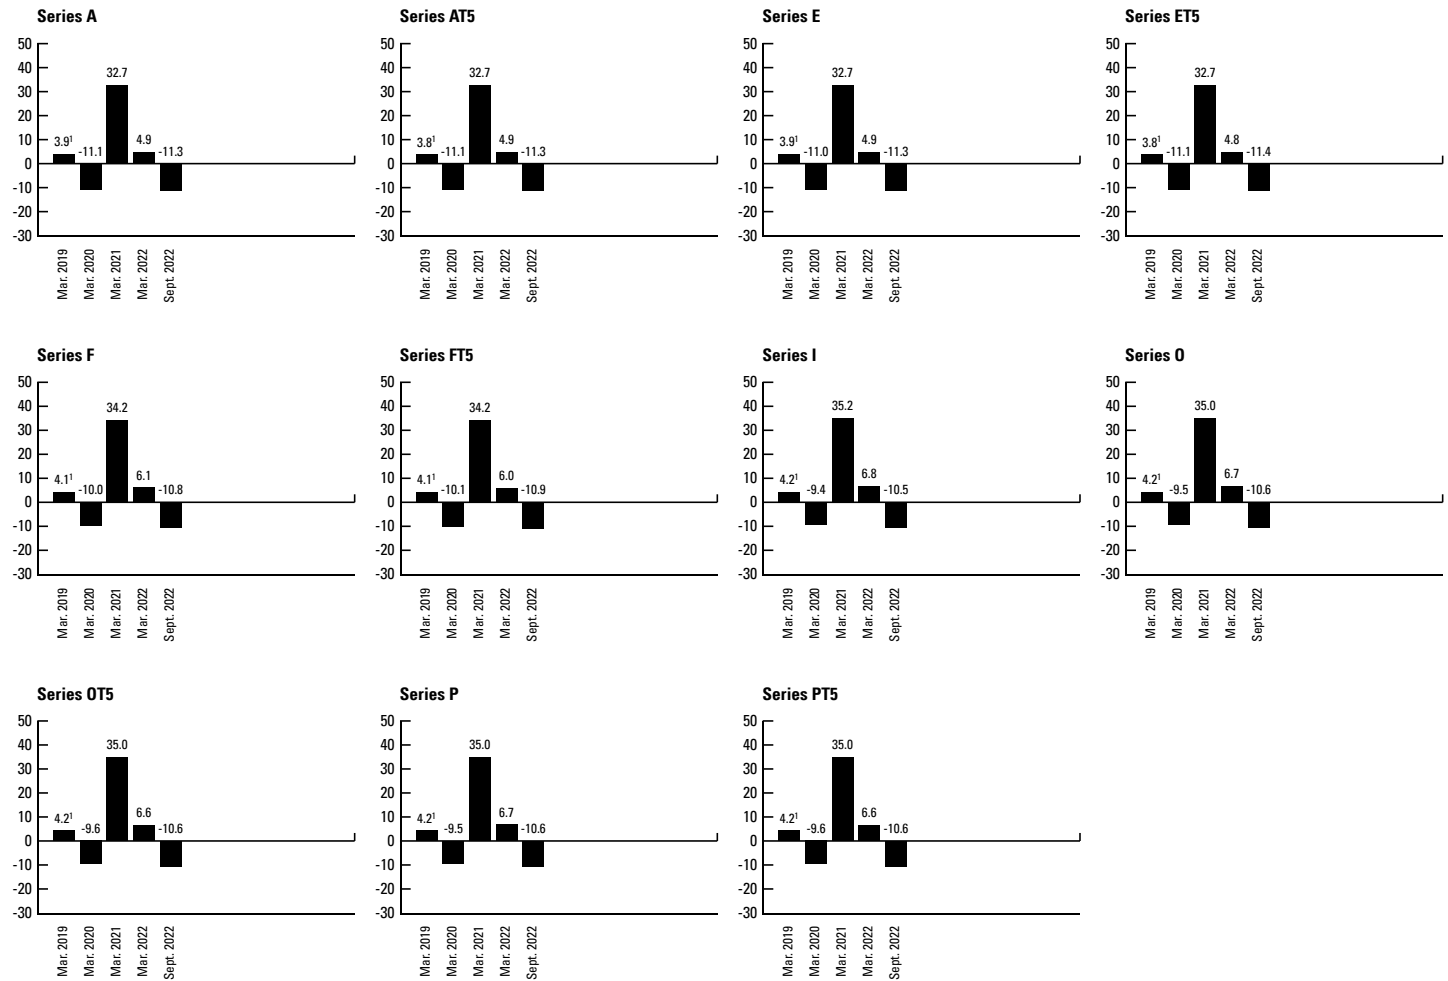 Series A
50
40
30
20
10
0
-10
-20
-30
3.9¹
-11.1
32.7
4.9
-11.3
Mar. 2019
Mar. 2020
Mar. 2021
Mar. 2022
Sept. 2022
Series AT5
50
40
30
20
10
0
-10
-20
-30
3.8¹
-11.1
32.7
4.9
-11.3
Mar. 2019
Mar. 2020
Mar. 2021
Mar. 2022
Sept. 2022
Series E
50
40
30
20
10
0
-10
-20
-30
3.9¹
-11.0
32.7
4.9
-11.3
Mar. 2019
Mar. 2020
Mar. 2021
Mar. 2022
Sept. 2022
Series ET5
50
40
30
20
10
0
-10
-20
-30
3.8¹
-11.1
32.7
4.8
-11.4
Mar. 2019
Mar. 2020
Mar. 2021
Mar. 2022
Sept. 2022
Series F
50
40
30
20
10
0
-10
-20
-30
4.1¹
-10.0
34.2
6.1
-10.8
Mar. 2019
Mar. 2020
Mar. 2021
Mar. 2022
Sept. 2022
Series FT5
50
40
30
20
10
0
-10
-20
-30
4.1¹
-10.1
34.2
6.0
-10.9
Mar. 2019
Mar. 2020
Mar. 2021
Mar. 2022
Sept. 2022
Series I
50
40
30
20
10
0
-10
-20
-30
4.2¹
-9.4
35.2
6.8
-10.5
Mar. 2019
Mar. 2020
Mar. 2021
Mar. 2022
Sept. 2022
Series O
50
40
30
20
10
0
-10
-20
-30
4.2¹
-9.5
35.0
6.7
-10.6
Mar. 2019
Mar. 2020
Mar. 2021
Mar. 2022
Sept. 2022
Series OT5
50
40
30
20
10
0
-10
-20
-30
4.2¹
-9.6
35.0
6.6
-10.6
Mar. 2019
Mar. 2020
Mar. 2021
Mar. 2022
Sept. 2022
Series P
50
40
30
20
10
0
-10
-20
-30
4.2¹
-9.5
35.0
6.7
-10.6
Mar. 2019
Mar. 2020
Mar. 2021
Mar. 2022
Sept. 2022
Series PT5
50
40
30
20
10
0
-10
-20
-30
4.2¹
-9.6
35.0
6.6
-10.6
Mar. 2019
Mar. 2020
Mar. 2021
Mar. 2022
Sept. 2022